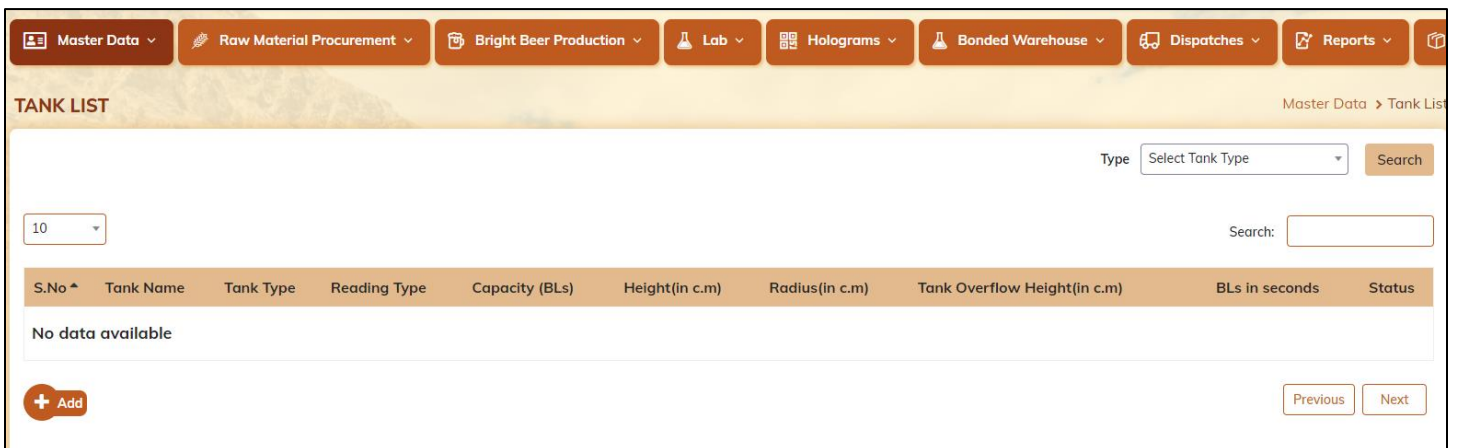 Master Data Raw Material Procurement Bright Beer Production Lab Holograms Bonded Warehouse Dispatches Reports
TANK LIST Master Data > Tank List
Type Select Tank Type Search
10 Search:
S.No Tank Name Tank Type Reading Type Capacity (BLs) Height(in c.m) Radius(in c.m) Tank Overflow Height(in c.m) BLs in seconds Status
No data available
+ Add Previous Next